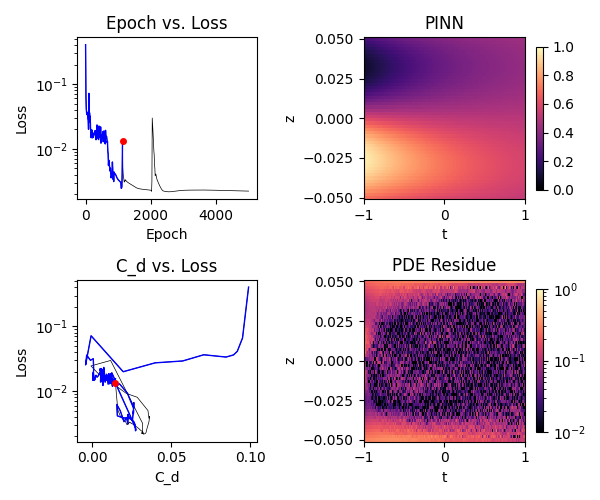 Epoch vs. Loss
Loss
10⁻¹
10⁻²
0
2000
4000
Epoch
PINN
z
0.050
0.025
0.000
−0.025
−0.050
−1
0
1
t
1.0
0.8
0.6
0.4
0.2
0.0
C_d vs. Loss
Loss
10⁻¹
10⁻²
0.00
0.05
0.10
C_d
PDE Residue
z
0.050
0.025
0.000
−0.025
−0.050
−1
0
1
t
10⁰
10⁻¹
10⁻²